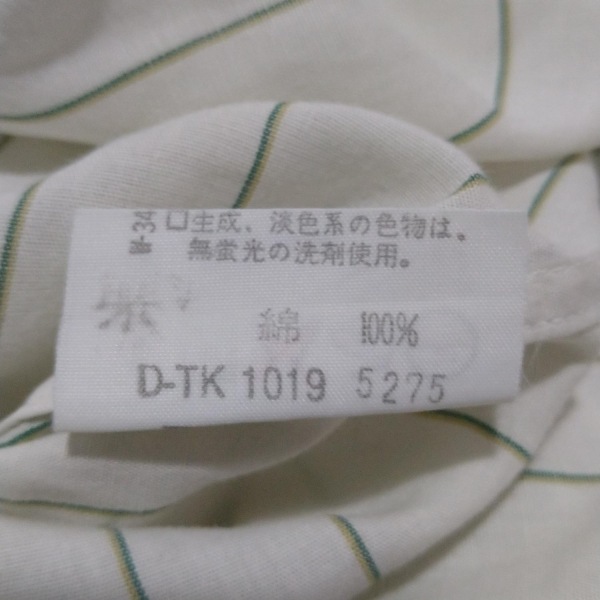 □生成、淡色系の色物は、
無蛍光の洗剤使用。
綿 100%
D-TK 1019 5275